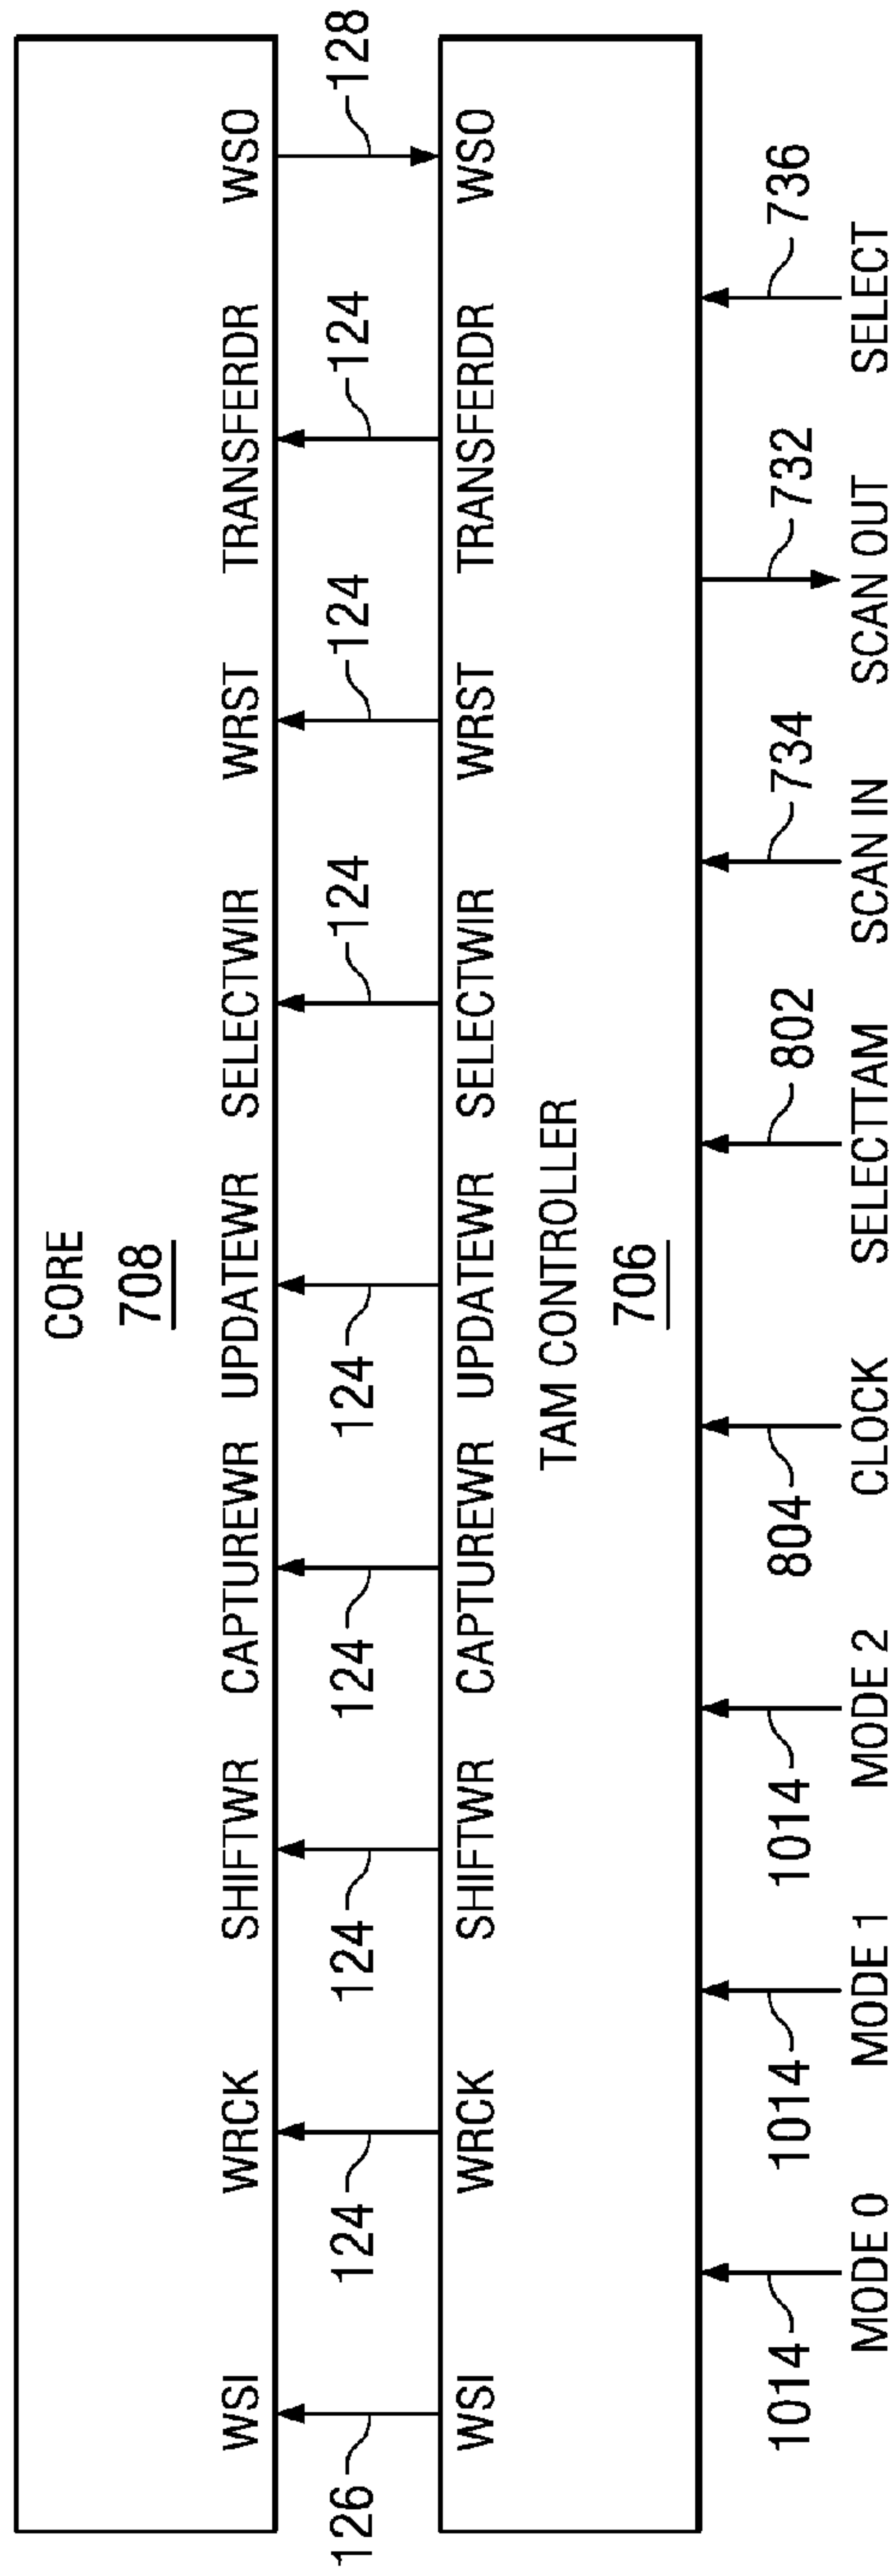 CORE
708
WSI WRCK SHIFTWR CAPTUREWR UPDATEWR SELECTWIR WRST TRANSFERDR WSO
126 124 124 124 124 124 124 124 128
WSI WRCK SHIFTWR CAPTUREWR UPDATEWR SELECTWIR WRST TRANSFERDR WSO
TAM CONTROLLER
706
1014 1014 1014 804 802 734 732 736
MODE 0 MODE 1 MODE 2 CLOCK SELECTTAM SCAN IN SCAN OUT SELECT